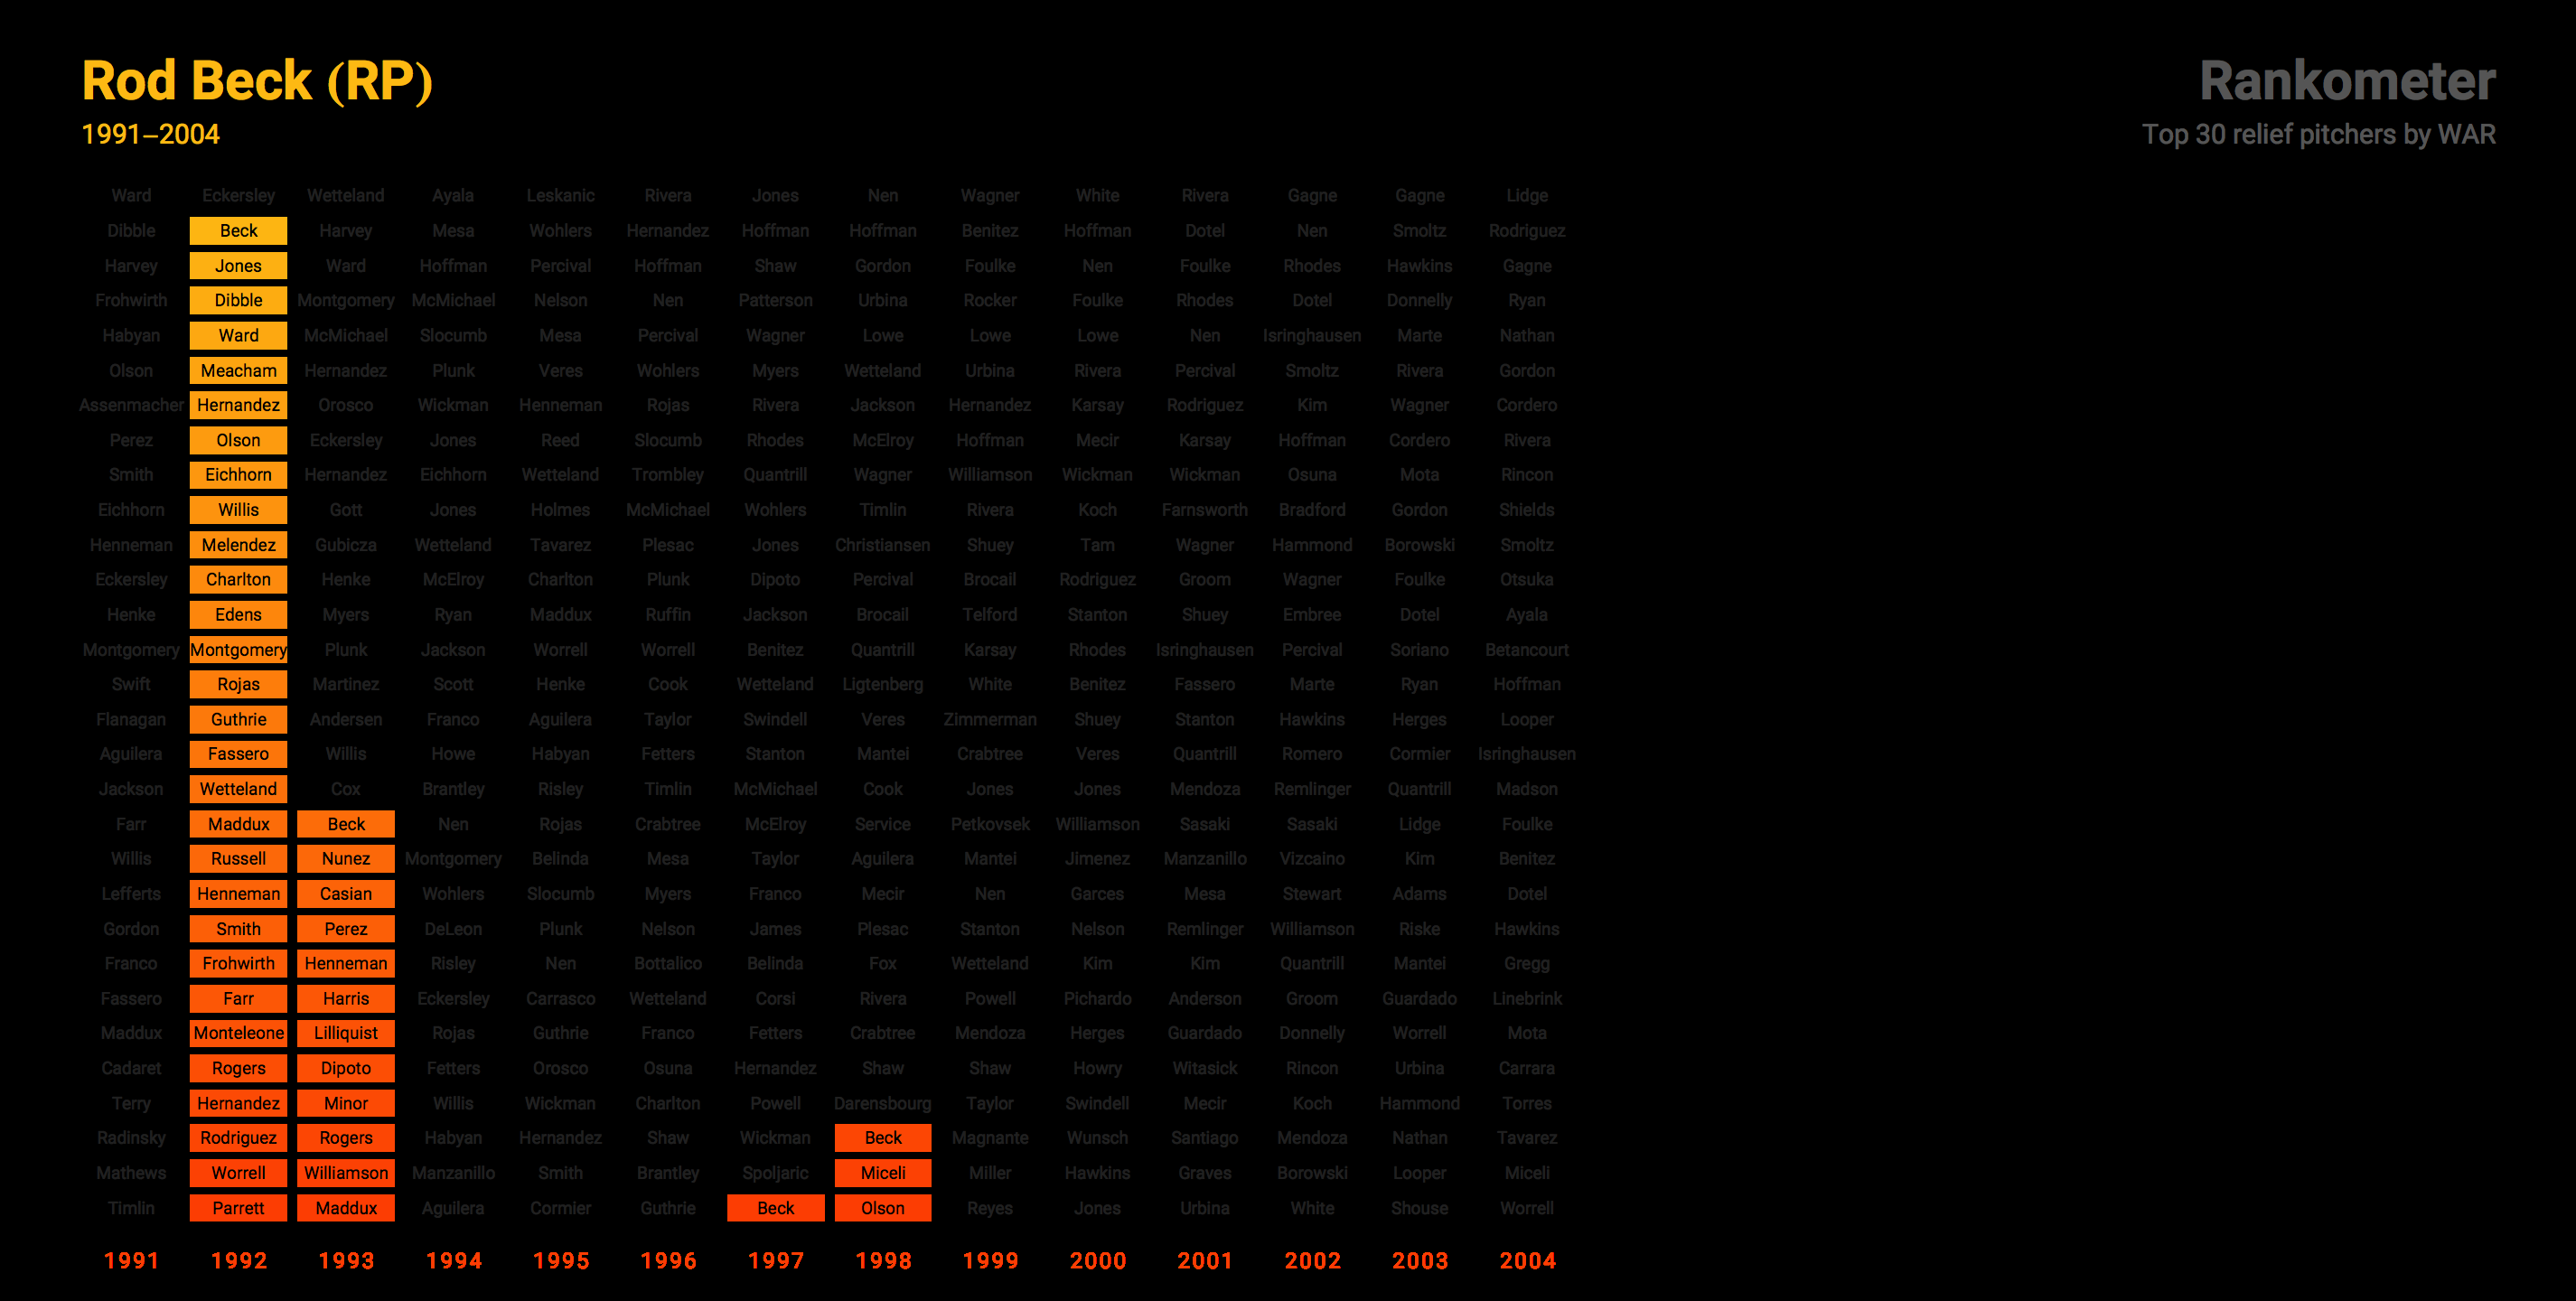 Rod Beck (RP)
1991–2004
Rankometer
Top 30 relief pitchers by WAR
Ward Eckersley Wetteland Ayala Leskanic Rivera Jones Nen Wagner White Rivera Gagne Gagne Lidge
Dibble Beck Harvey Mesa Wohlers Hernandez Hoffman Hoffman Benitez Hoffman Dotel Nen Smoltz Rodriguez
Harvey Jones Ward Hoffman Percival Hoffman Shaw Gordon Foulke Nen Foulke Rhodes Hawkins Gagne
Frohwirth Dibble Montgomery McMichael Nelson Nen Patterson Urbina Rocker Foulke Rhodes Dotel Donnelly Ryan
Habyan Ward McMichael Slocumb Mesa Percival Wagner Lowe Lowe Lowe Nen Isringhausen Marte Nathan
Olson Meacham Hernandez Plunk Veres Wohlers Myers Wetteland Urbina Rivera Percival Smoltz Rivera Gordon
Assenmacher Hernandez Orosco Wickman Henneman Rojas Rivera Jackson Hernandez Karsay Rodriguez Kim Wagner Cordero
Perez Olson Eckersley Jones Reed Slocumb Rhodes McElroy Hoffman Mecir Karsay Hoffman Cordero Rivera
Smith Eichhorn Hernandez Eichhorn Wetteland Trombley Quantrill Wagner Williamson Wickman Wickman Osuna Mota Rincon
Eichhorn Willis Gott Jones Holmes McMichael Wohlers Timlin Rivera Koch Farnsworth Bradford Gordon Shields
Henneman Melendez Gubicza Wetteland Tavarez Plesac Jones Christiansen Shuey Tam Wagner Hammond Borowski Smoltz
Eckersley Charlton Henke McElroy Charlton Plunk Dipoto Percival Brocail Rodriguez Groom Wagner Foulke Otsuka
Henke Edens Myers Ryan Maddux Ruffin Jackson Brocail Telford Stanton Shuey Embree Dotel Ayala
Montgomery Montgomery Plunk Jackson Worrell Worrell Benitez Quantrill Karsay Rhodes Isringhausen Percival Soriano Betancourt
Swift Rojas Martinez Scott Henke Cook Wetteland Ligtenberg White Benitez Fassero Marte Ryan Hoffman
Flanagan Guthrie Andersen Franco Aguilera Taylor Swindell Veres Zimmerman Shuey Stanton Hawkins Herges Looper
Aguilera Fassero Willis Howe Habyan Fetters Stanton Mantei Crabtree Veres Quantrill Romero Cormier Isringhausen
Jackson Wetteland Cox Brantley Risley Timlin McMichael Cook Jones Jones Mendoza Remlinger Quantrill Madson
Farr Maddux Beck Nen Rojas Crabtree McElroy Service Petkovsek Williamson Sasaki Sasaki Lidge Foulke
Willis Russell Nunez Montgomery Belinda Mesa Taylor Aguilera Mantei Jimenez Manzanillo Vizcaino Kim Benitez
Lefferts Henneman Casian Wohlers Slocumb Myers Franco Mecir Nen Garces Mesa Stewart Adams Dotel
Gordon Smith Perez DeLeon Plunk Nelson James Plesac Stanton Nelson Remlinger Williamson Riske Hawkins
Franco Frohwirth Henneman Risley Nen Bottalico Belinda Fox Wetteland Kim Kim Quantrill Mantei Gregg
Fassero Farr Harris Eckersley Carrasco Wetteland Corsi Rivera Powell Pichardo Anderson Groom Guardado Linebrink
Maddux Monteleone Lilliquist Rojas Guthrie Franco Fetters Crabtree Mendoza Herges Guardado Donnelly Worrell Mota
Cadaret Rogers Dipoto Fetters Orosco Osuna Hernandez Shaw Shaw Howry Witasick Rincon Urbina Carrara
Terry Hernandez Minor Willis Wickman Charlton Powell Darensbourg Taylor Swindell Mecir Koch Hammond Torres
Radinsky Rodriguez Rogers Habyan Hernandez Shaw Wickman Beck Magnante Wunsch Santiago Mendoza Nathan Tavarez
Mathews Worrell Williamson Manzanillo Smith Brantley Spoljaric Miceli Miller Hawkins Graves Borowski Looper Miceli
Timlin Parrett Maddux Aguilera Cormier Guthrie Beck Olson Reyes Jones Urbina White Shouse Worrell
1991 1992 1993 1994 1995 1996 1997 1998 1999 2000 2001 2002 2003 2004